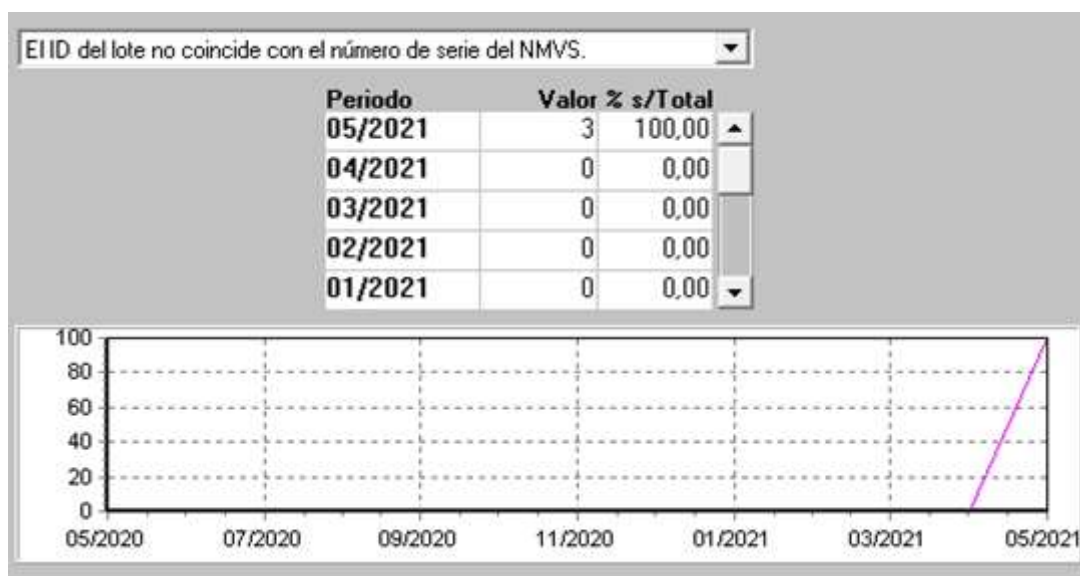 El ID del lote no coincide con el número de serie del NMVS.
Periodo Valor % s/Total
05/2021 3 100,00
04/2021 0 0,00
03/2021 0 0,00
02/2021 0 0,00
01/2021 0 0,00
100
80
60
40
20
0
05/2020 07/2020 09/2020 11/2020 01/2021 03/2021 05/2021